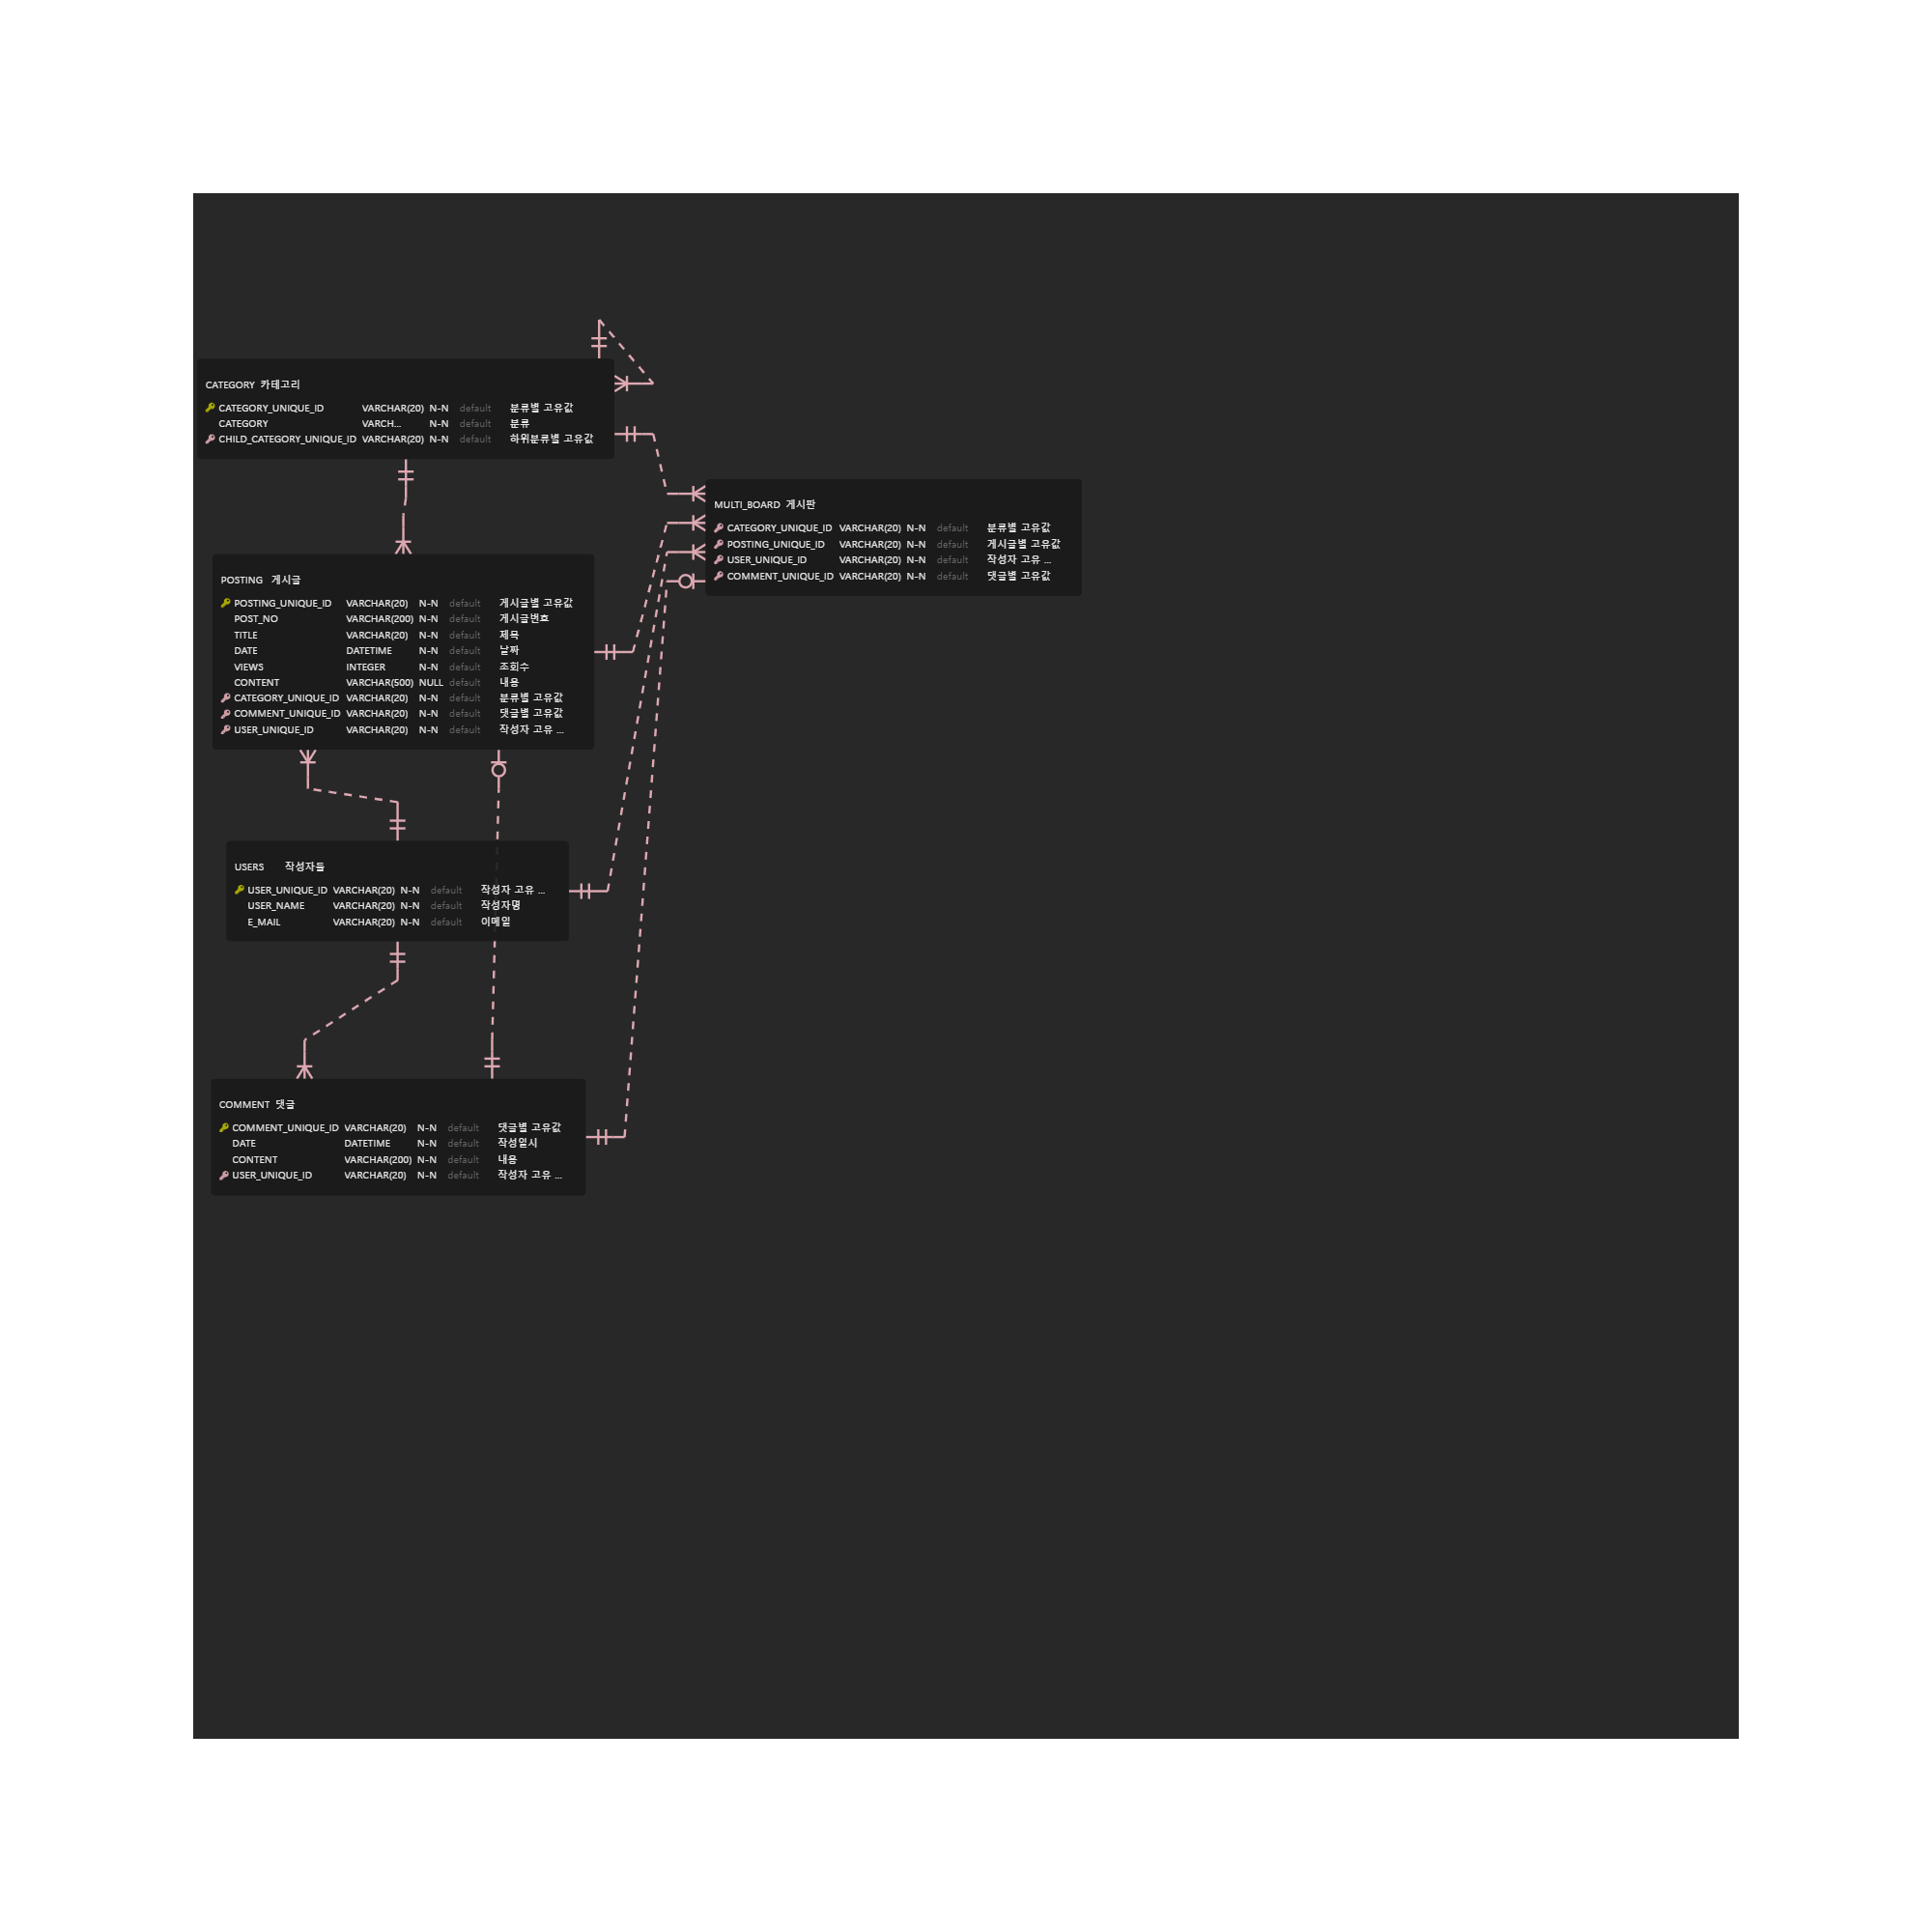 CATEGORY 카테고리
CATEGORY_UNIQUE_ID VARCHAR(20) N-N default 분류별 고유값
CATEGORY VARCH... N-N default 분류
CHILD_CATEGORY_UNIQUE_ID VARCHAR(20) N-N default 하위분류별 고유값
MULTI_BOARD 게시판
CATEGORY_UNIQUE_ID VARCHAR(20) N-N default 분류별 고유값
POSTING_UNIQUE_ID VARCHAR(20) N-N default 게시글별 고유값
USER_UNIQUE_ID VARCHAR(20) N-N default 작성자 고유 ...
COMMENT_UNIQUE_ID VARCHAR(20) N-N default 댓글별 고유값
POSTING 게시글
POSTING_UNIQUE_ID VARCHAR(20) N-N default 게시글별 고유값
POST_NO VARCHAR(200) N-N default 게시글번호
TITLE VARCHAR(20) N-N default 제목
DATE DATETIME N-N default 날짜
VIEWS INTEGER N-N default 조회수
CONTENT VARCHAR(500) NULL default 내용
CATEGORY_UNIQUE_ID VARCHAR(20) N-N default 분류별 고유값
COMMENT_UNIQUE_ID VARCHAR(20) N-N default 댓글별 고유값
USER_UNIQUE_ID VARCHAR(20) N-N default 작성자 고유 ...
USERS 작성자들
USER_UNIQUE_ID VARCHAR(20) N-N default 작성자 고유 ...
USER_NAME VARCHAR(20) N-N default 작성자명
E_MAIL VARCHAR(20) N-N default 이메일
COMMENT 댓글
COMMENT_UNIQUE_ID VARCHAR(20) N-N default 댓글별 고유값
DATE DATETIME N-N default 작성일시
CONTENT VARCHAR(200) N-N default 내용
USER_UNIQUE_ID VARCHAR(20) N-N default 작성자 고유 ...